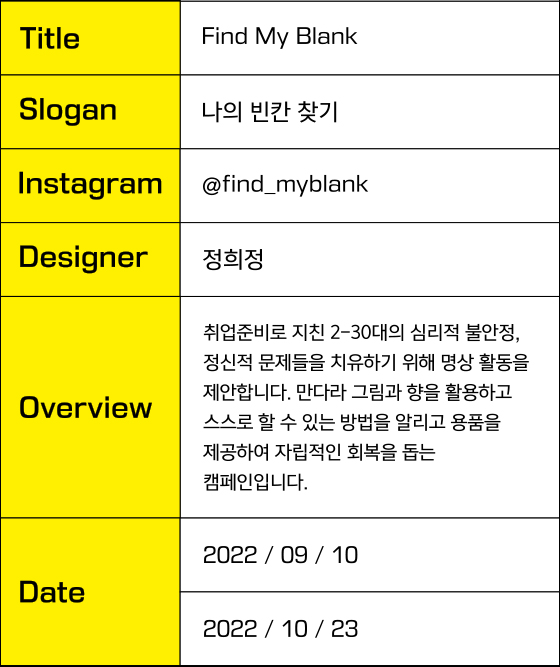 Title
Find My Blank
Slogan
나의 빈칸 찾기
Instagram
@find_myblank
Designer
정희정
Overview
취업준비로 지친 2-30대의 심리적 불안정,
정신적 문제들을 치유하기 위해 명상 활동을
제안합니다. 만다라 그림과 향을 활용하고
스스로 할 수 있는 방법을 알리고 용품을
제공하여 자립적인 회복을 돕는
캠페인입니다.
Date
2022 / 09 / 10
2022 / 10 / 23